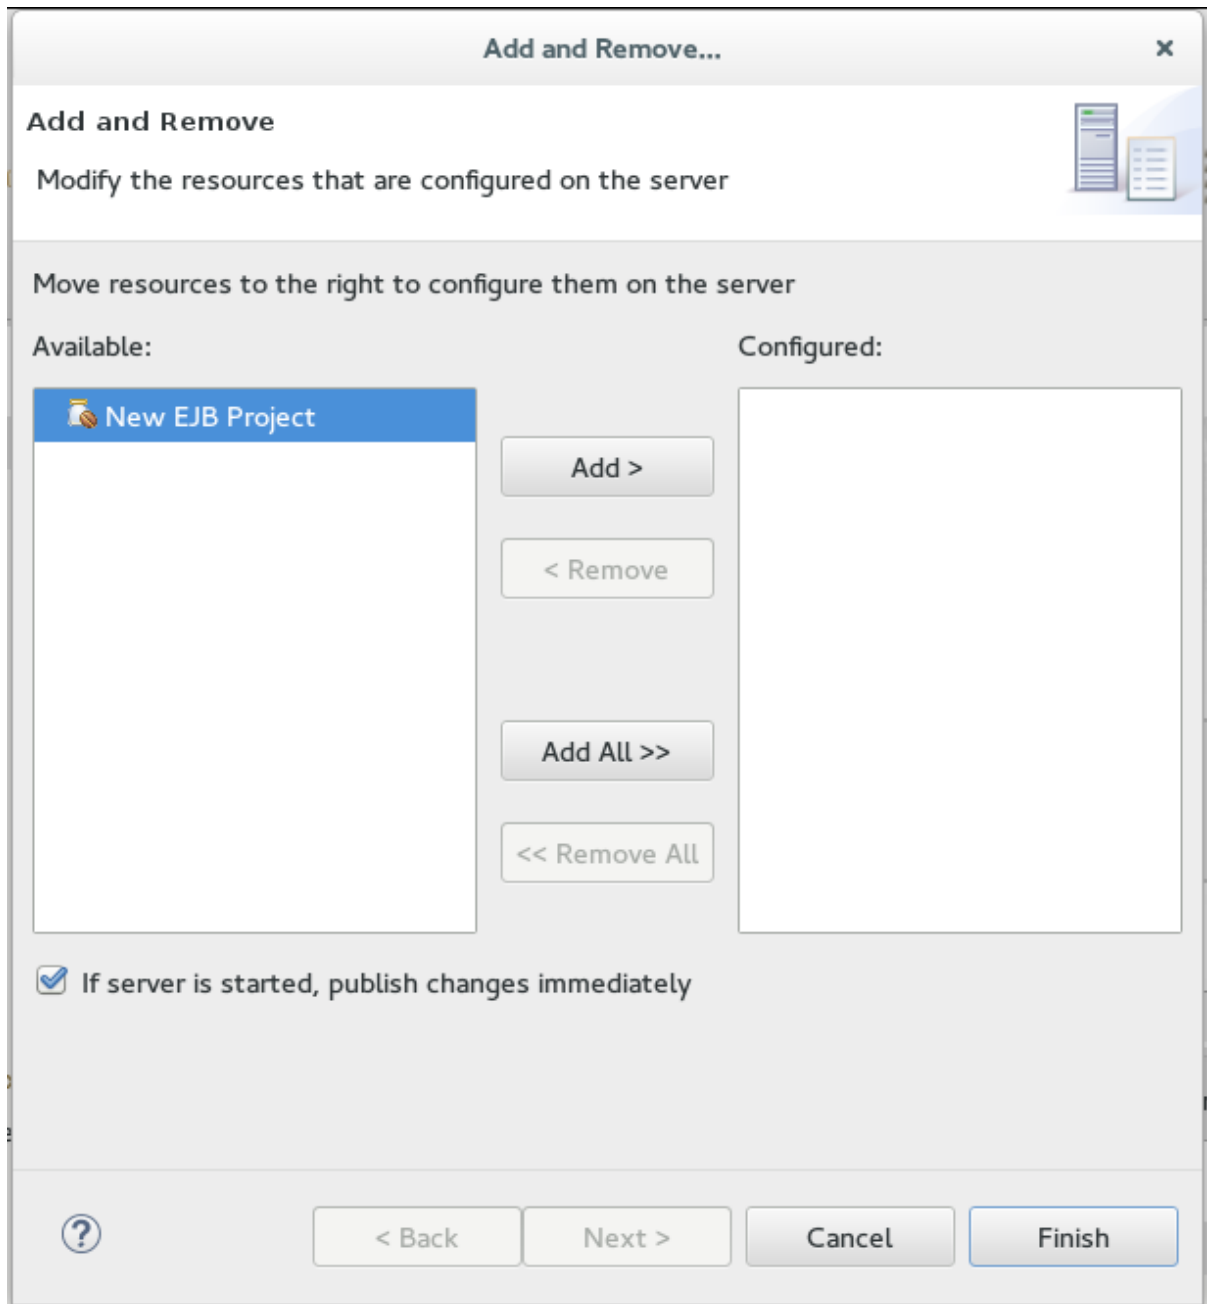 Add and Remove...
Add and Remove
Modify the resources that are configured on the server
Move resources to the right to configure them on the server
Available:
Configured:
New EJB Project
Add >
< Remove
Add All >>
<< Remove All
If server is started, publish changes immediately
< Back
Next >
Cancel
Finish